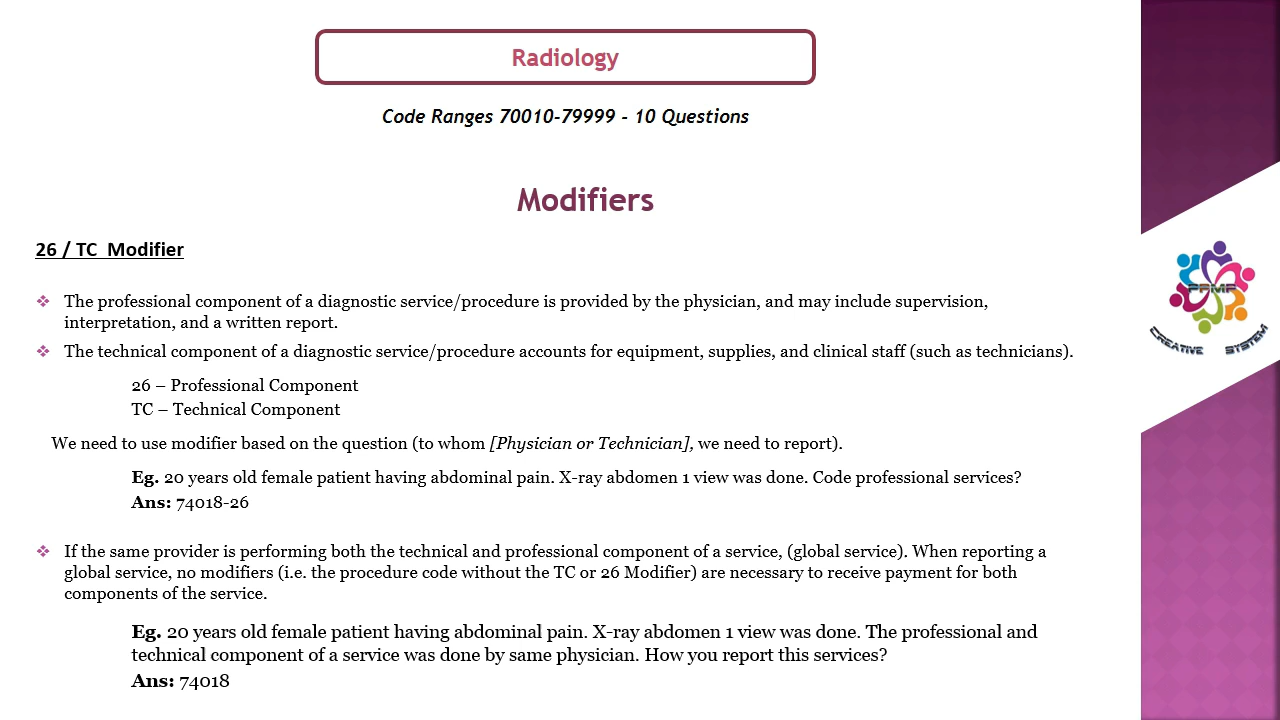 Radiology
Code Ranges 70010-79999 - 10 Questions
Modifiers
26 / TC  Modifier
❖ The professional component of a diagnostic service/procedure is provided by the physician, and may include supervision,
interpretation, and a written report.
❖ The technical component of a diagnostic service/procedure accounts for equipment, supplies, and clinical staff (such as technicians).
26 – Professional Component
TC – Technical Component
We need to use modifier based on the question (to whom [Physician or Technician], we need to report).
Eg. 20 years old female patient having abdominal pain. X-ray abdomen 1 view was done. Code professional services?
Ans: 74018-26
❖ If the same provider is performing both the technical and professional component of a service, (global service). When reporting a
global service, no modifiers (i.e. the procedure code without the TC or 26 Modifier) are necessary to receive payment for both
components of the service.
Eg. 20 years old female patient having abdominal pain. X-ray abdomen 1 view was done. The professional and
technical component of a service was done by same physician. How you report this services?
Ans: 74018
CREATIVE SYSTEM